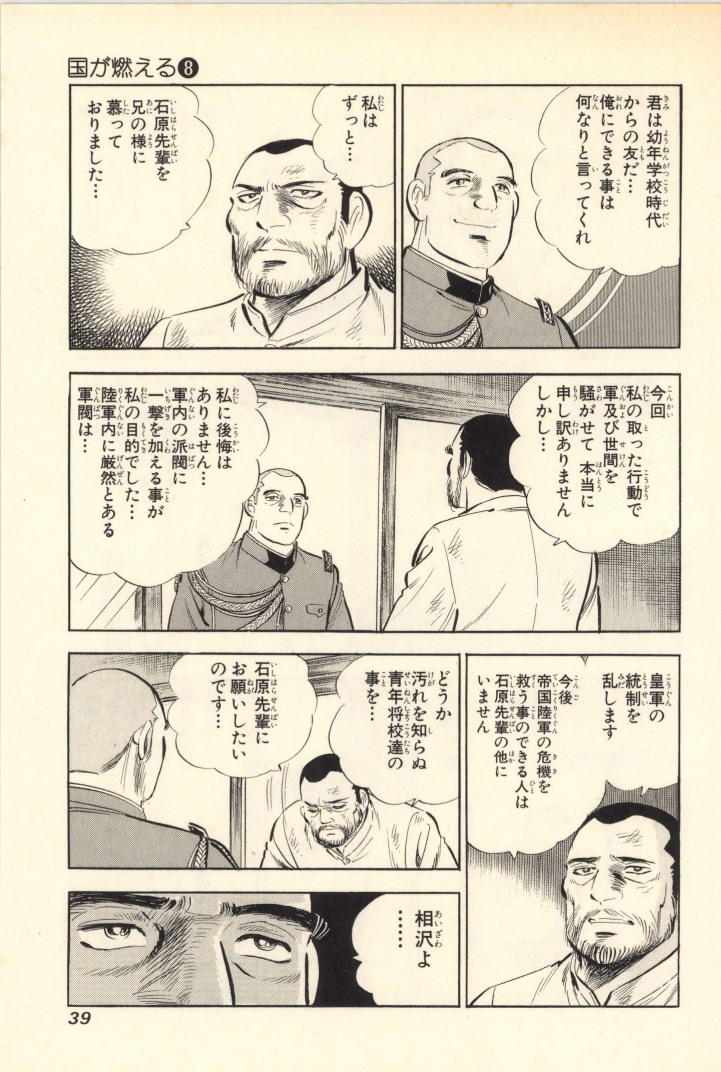 国が燃える❽
君は幼年学校時代
からの友だ…
俺にできる事は
何なりと言ってくれ
私は
ずっと…
石原先輩を
兄の様に
慕って
おりました…
今回
私の取った行動で
軍及び世間を
騒がせて 本当に
申し訳ありません
しかし…
私に後悔は
ありません…
軍内の派閥に
一撃を加える事が
私の目的でした…
陸軍内に厳然とある
軍閥は…
皇軍の
統制を
乱します
今後
帝国陸軍の危機を
救う事のできる人は
石原先輩の他に
いません
どうか
汚れを知らぬ
青年将校達の
事を…
石原先輩に
お願いしたい
のです…
相沢よ
……
39